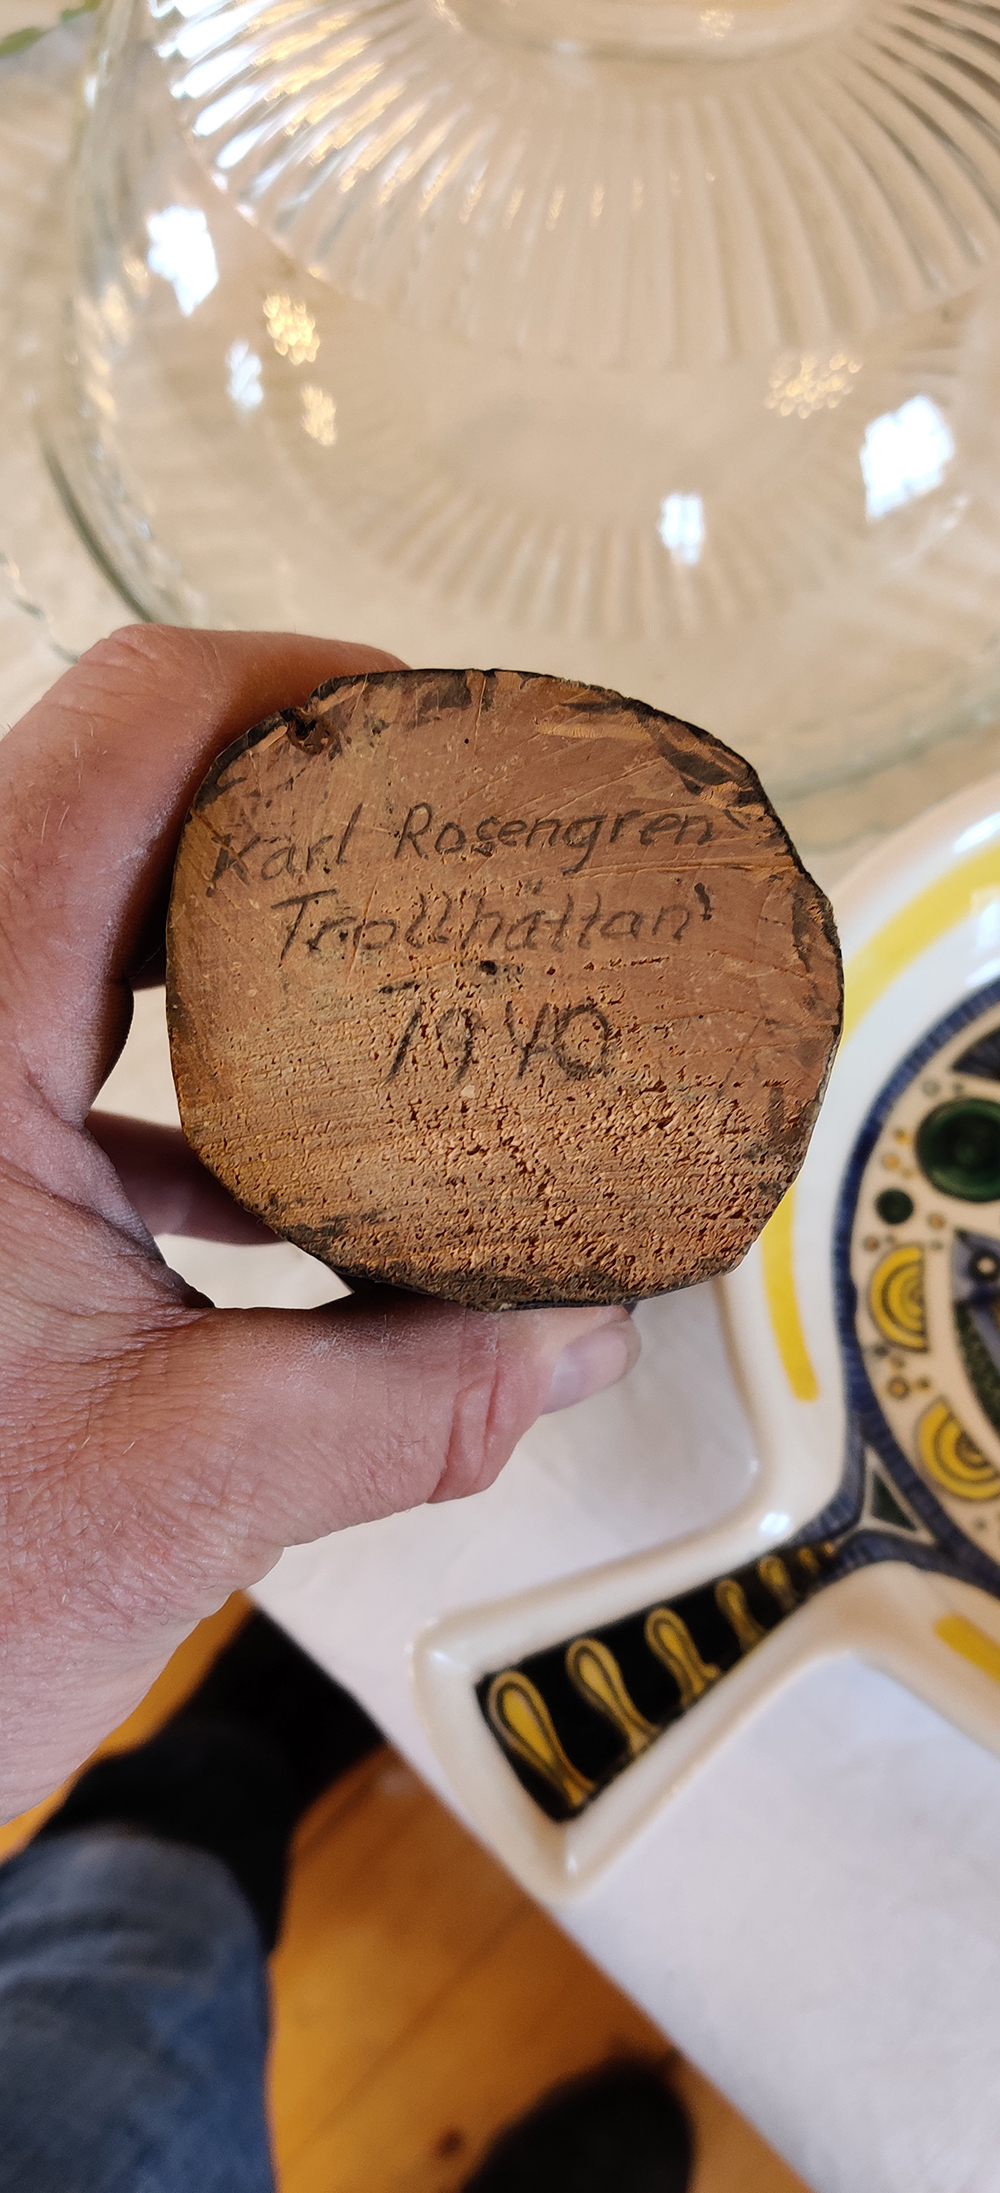 Karl Rosengren
Trollhättan
1940